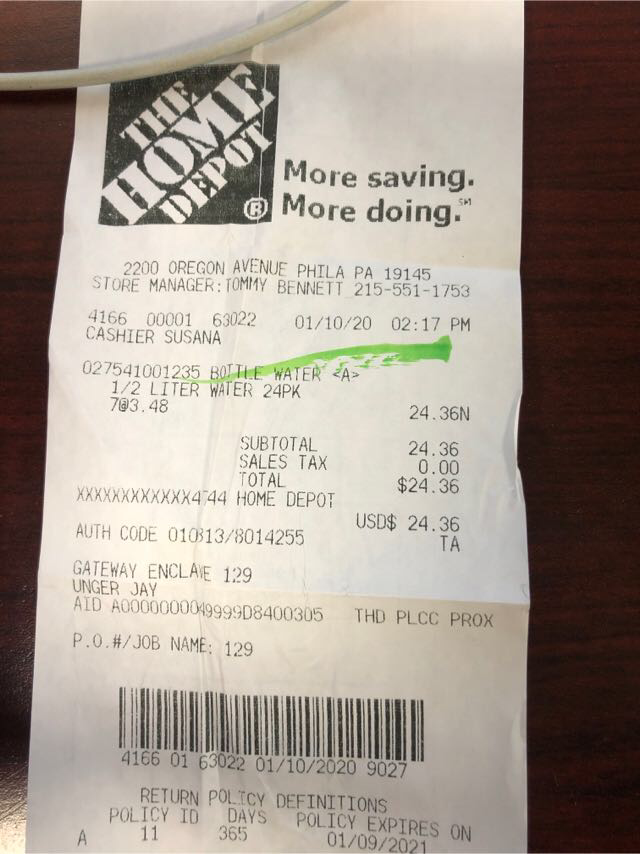 THE
HOME
DEPOT
®
More saving.
More doing.℠
2200 OREGON AVENUE PHILA PA 19145
STORE MANAGER:TOMMY BENNETT 215-551-1753
4166 00001 63022 01/10/20 02:17 PM
CASHIER SUSANA
027541001235 BOTTLE WATER <A>
1/2 LITER WATER 24PK
7@3.48 24.36N
SUBTOTAL 24.36
SALES TAX 0.00
TOTAL $24.36
XXXXXXXXXXXX4744 HOME DEPOT
USD$ 24.36
AUTH CODE 010813/8014255 TA
GATEWAY ENCLAVE 129
UNGER JAY
AID A0000000049999D8400305 THD PLCC PROX
P.O.#/JOB NAME: 129
4166 01 63022 01/10/2020 9027
RETURN POLICY DEFINITIONS
POLICY ID DAYS POLICY EXPIRES ON
A 11 365 01/09/2021